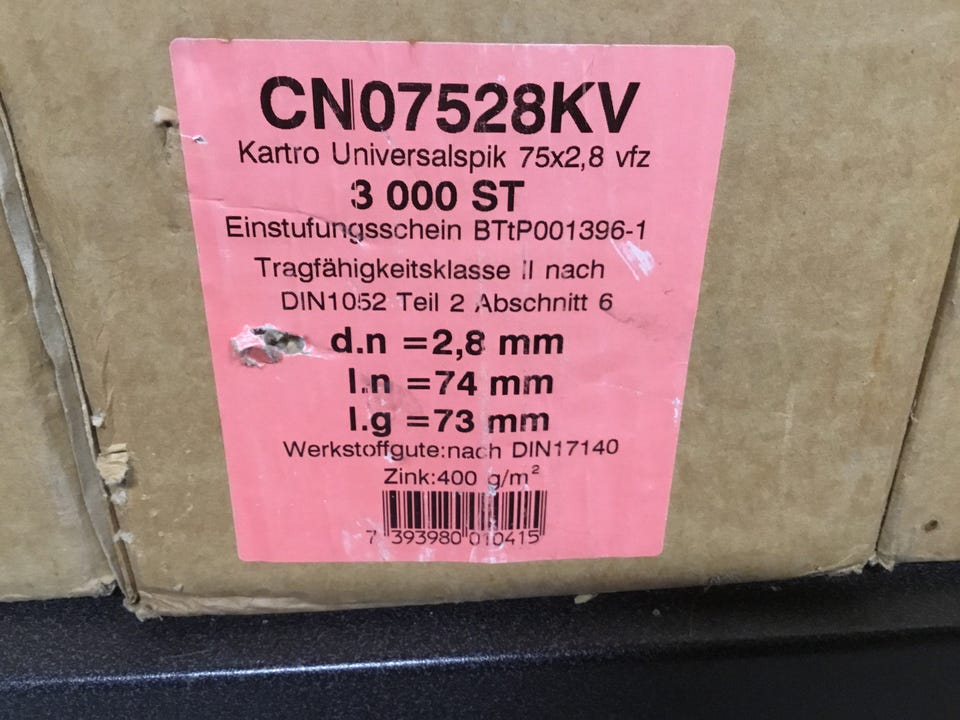 CN07528KV
Kartro Universalspik 75x2,8 vfz
3 000 ST
Einstufungsschein BTtP001396-1
Tragfähigkeitsklasse II nach
DIN1052 Teil 2 Abschnitt 6
d.n =2,8 mm
l.n =74 mm
l.g =73 mm
Werkstoffgute:nach DIN17140
Zink:400 g/m²
7 393980 010415